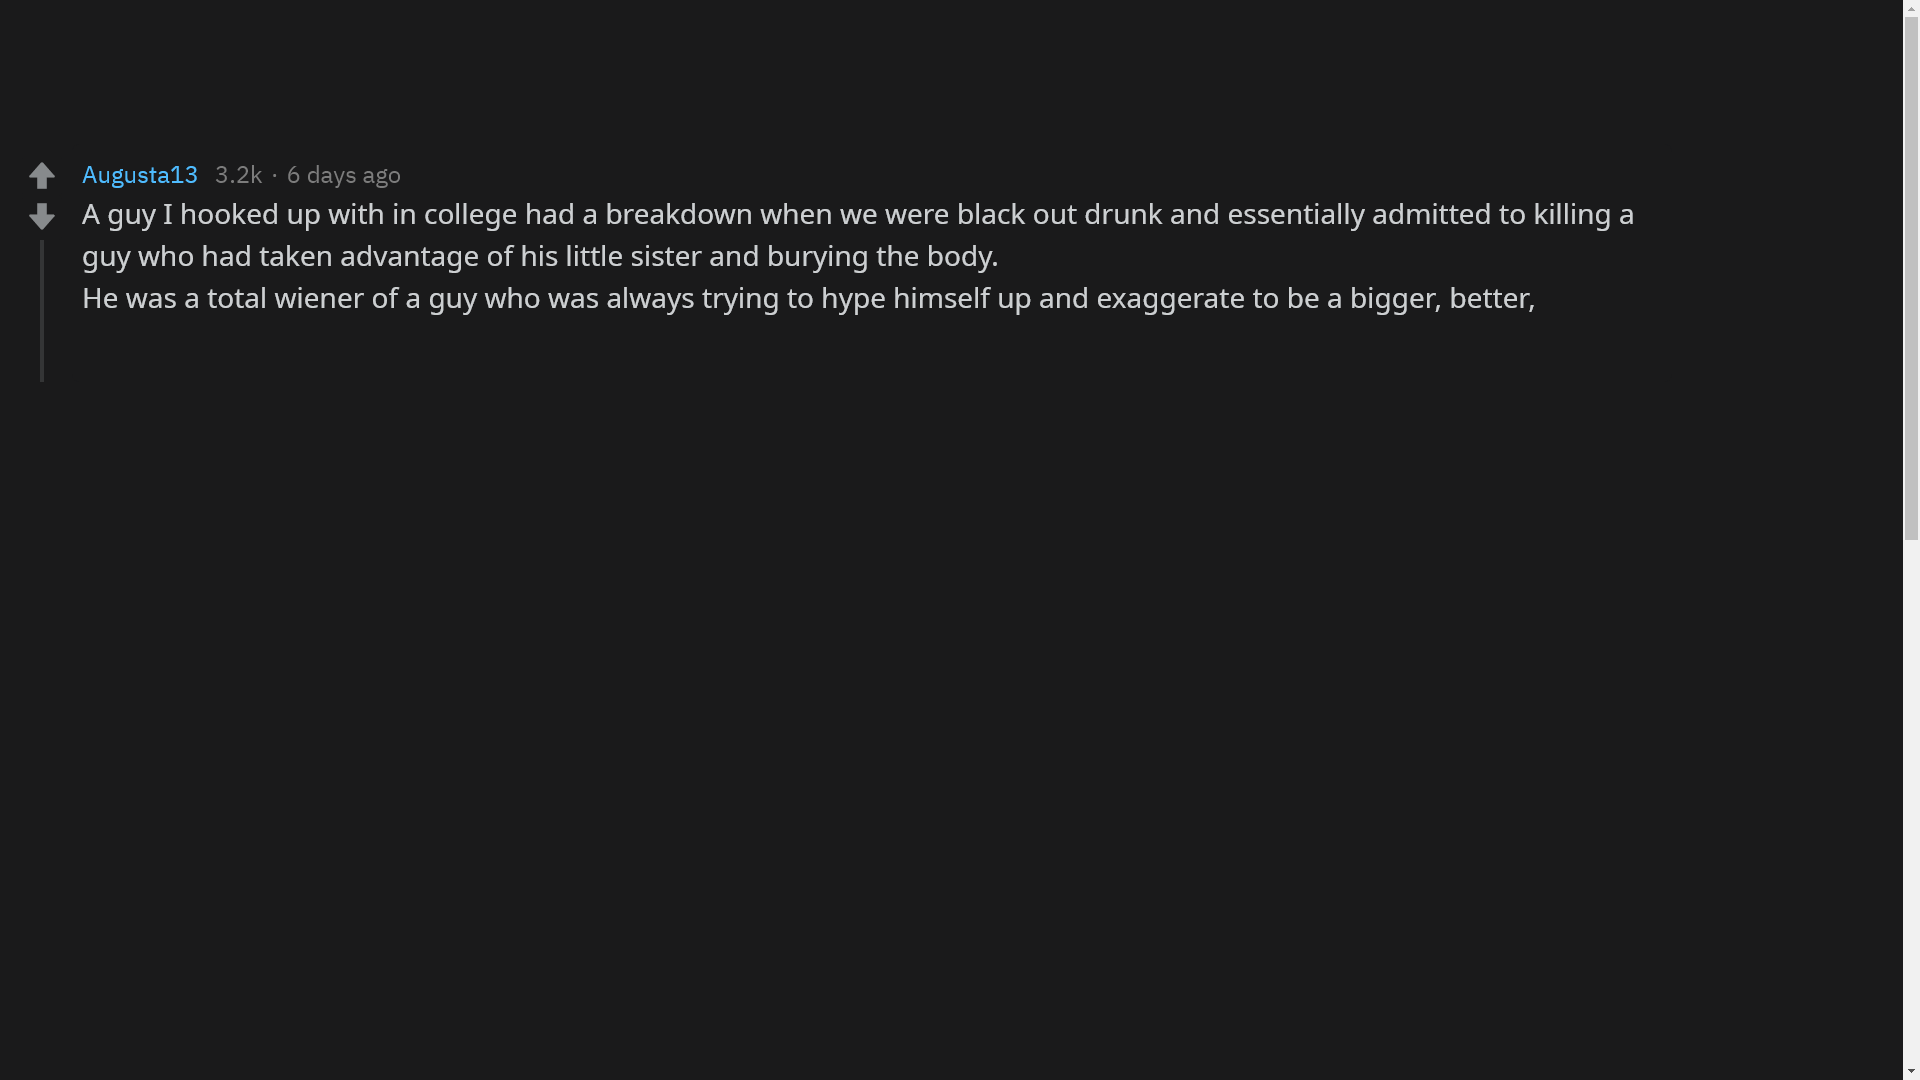 Augusta13 3.2k · 6 days ago
A guy I hooked up with in college had a breakdown when we were black out drunk and essentially admitted to killing a
guy who had taken advantage of his little sister and burying the body.
He was a total wiener of a guy who was always trying to hype himself up and exaggerate to be a bigger, better,